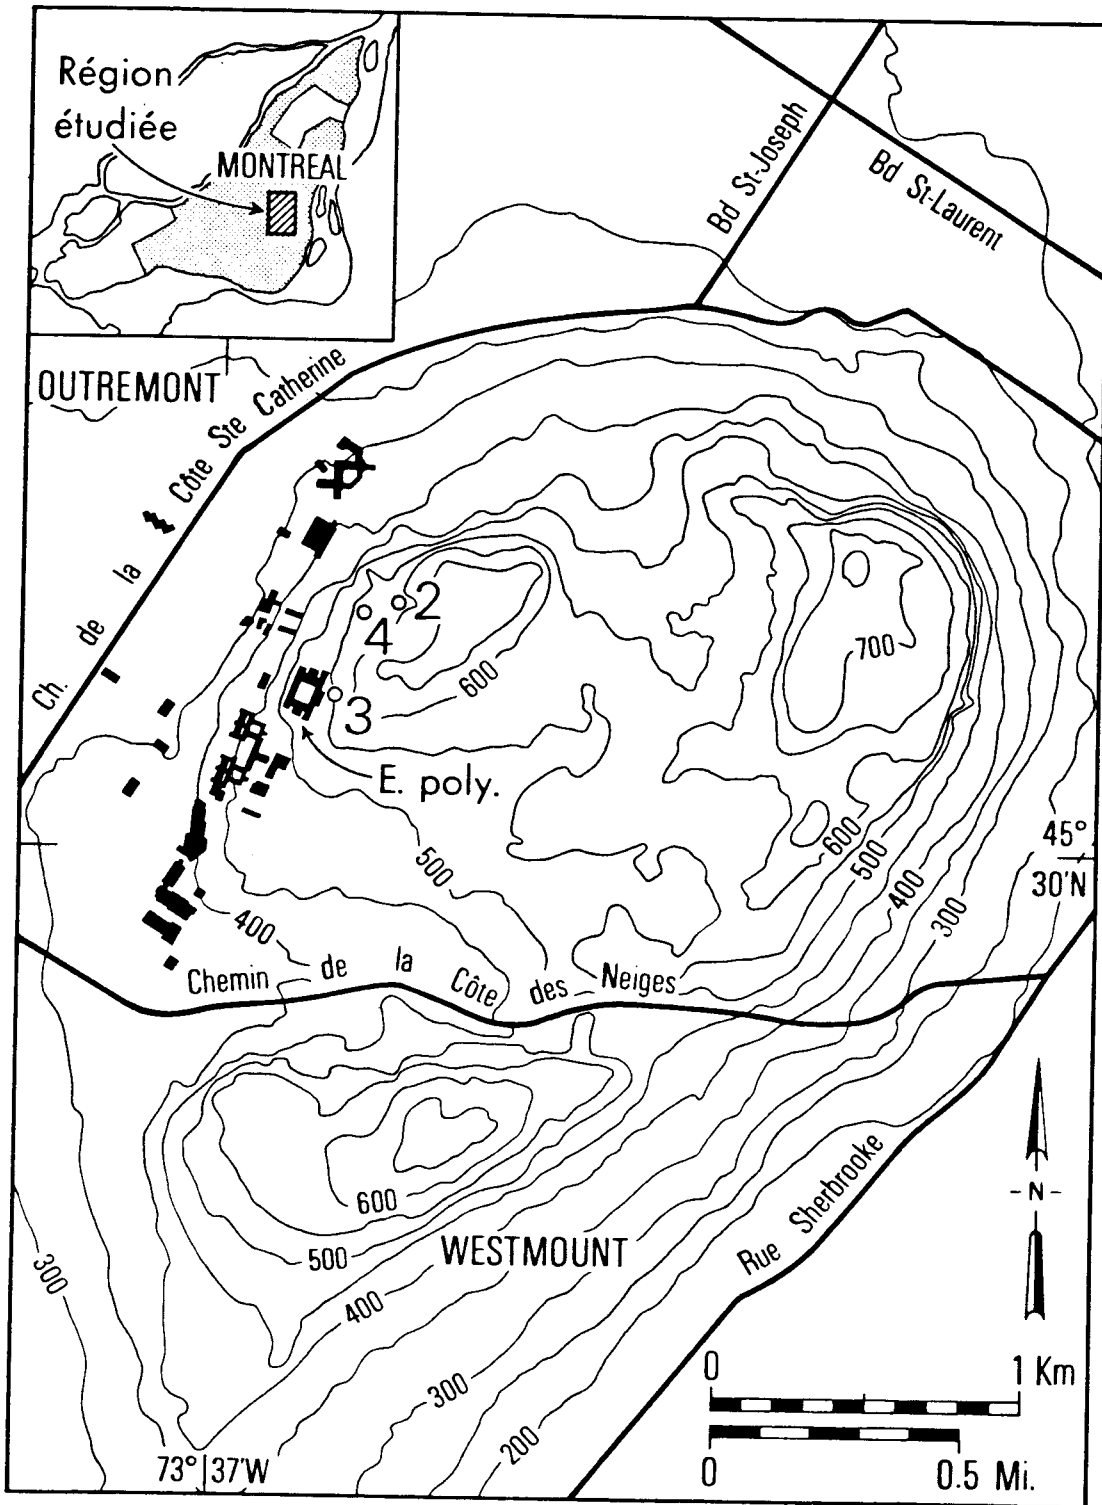 Région
étudiée
MONTREAL
Bd St-Joseph
Bd St-Laurent
OUTREMONT
Ch. de la Côte Ste Catherine
2
4
3
600
700
E. poly.
500
400
600
500
400
300
45°
30'N
Chemin de la Côte des Neiges
600
500
400
300
WESTMOUNT
Rue Sherbrooke
300
200
- N -
0 1 Km
0 0.5 Mi.
73° 37'W